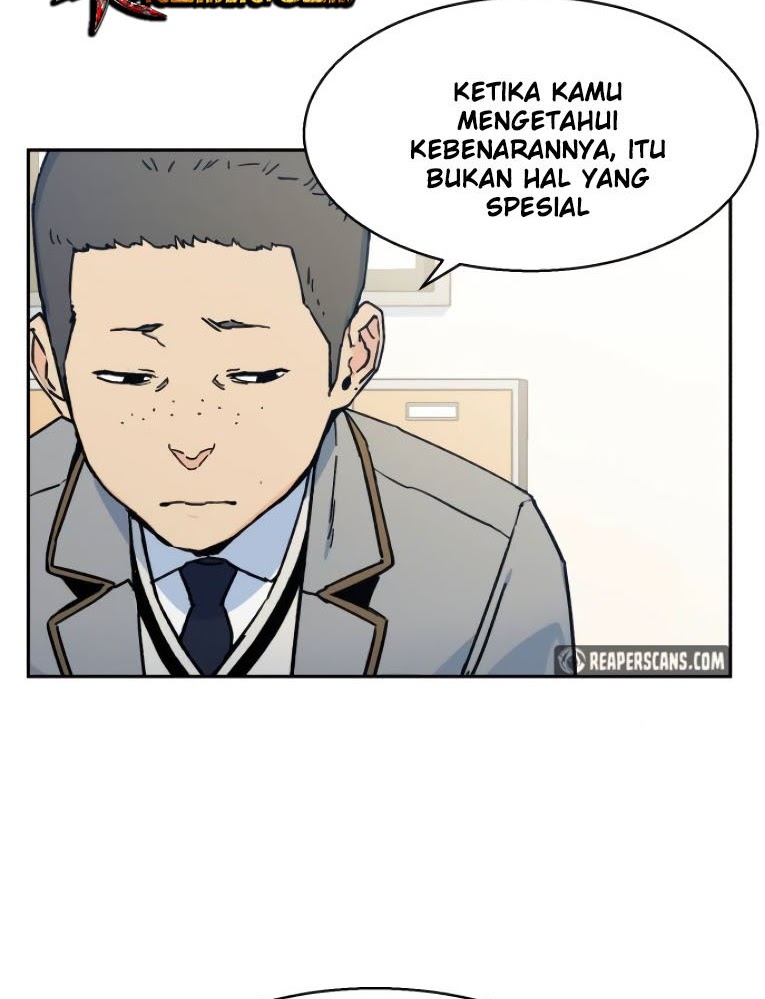 KETIKA KAMU
MENGETAHUI
KEBENARANNYA, ITU
BUKAN HAL YANG
SPESIAL
REAPERSCANS.COM